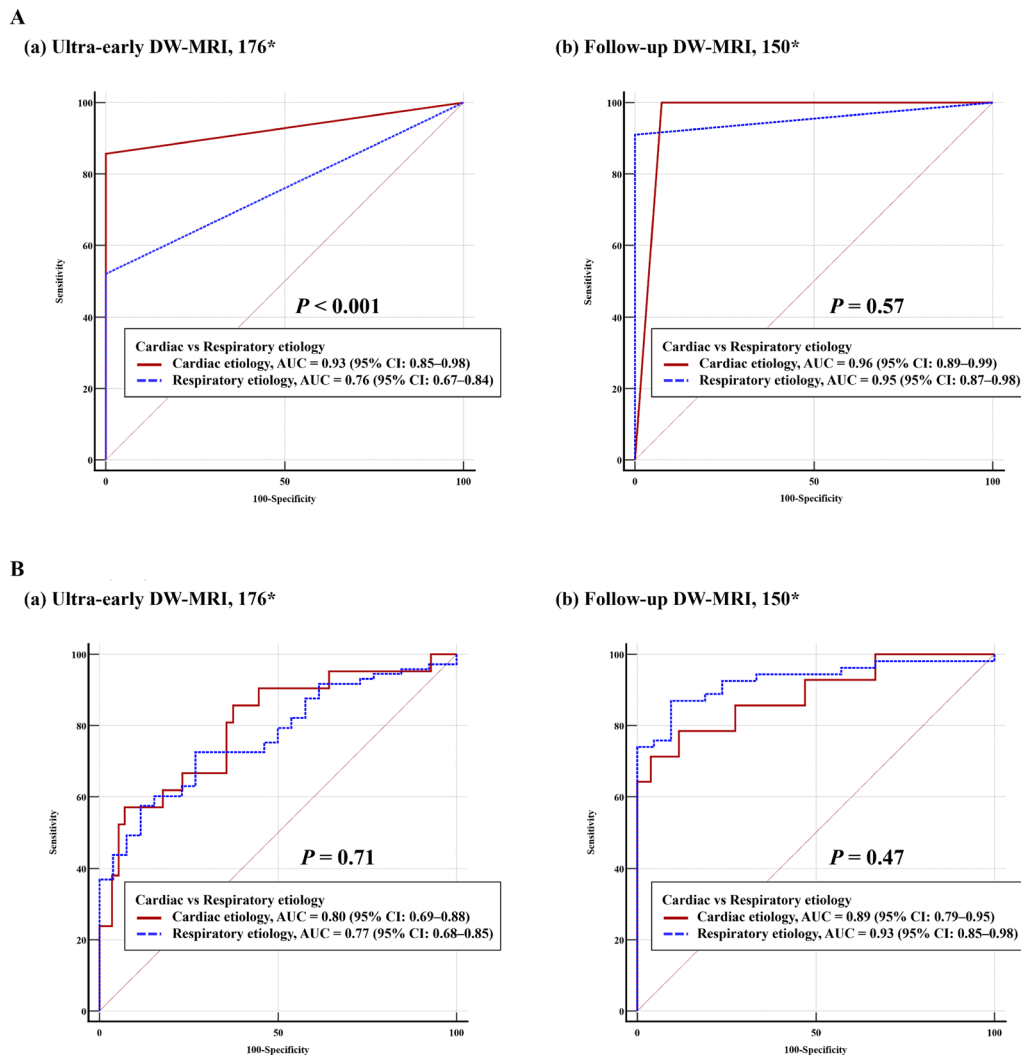 A
(a) Ultra-early DW-MRI, 176*
(b) Follow-up DW-MRI, 150*
100
80
60
40
20
0
Sensitivity
P < 0.001
Cardiac vs Respiratory etiology
Cardiac etiology, AUC = 0.93 (95% CI: 0.85–0.98)
Respiratory etiology, AUC = 0.76 (95% CI: 0.67–0.84)
0
50
100
100-Specificity
100
80
60
40
20
0
Sensitivity
P = 0.57
Cardiac vs Respiratory etiology
Cardiac etiology, AUC = 0.96 (95% CI: 0.89–0.99)
Respiratory etiology, AUC = 0.95 (95% CI: 0.87–0.98)
0
50
100
100-Specificity
B
(a) Ultra-early DW-MRI, 176*
(b) Follow-up DW-MRI, 150*
100
80
60
40
20
0
Sensitivity
P = 0.71
Cardiac vs Respiratory etiology
Cardiac etiology, AUC = 0.80 (95% CI: 0.69–0.88)
Respiratory etiology, AUC = 0.77 (95% CI: 0.68–0.85)
0
50
100
100-Specificity
100
80
60
40
20
0
Sensitivity
P = 0.47
Cardiac vs Respiratory etiology
Cardiac etiology, AUC = 0.89 (95% CI: 0.79–0.95)
Respiratory etiology, AUC = 0.93 (95% CI: 0.85–0.98)
0
50
100
100-Specificity